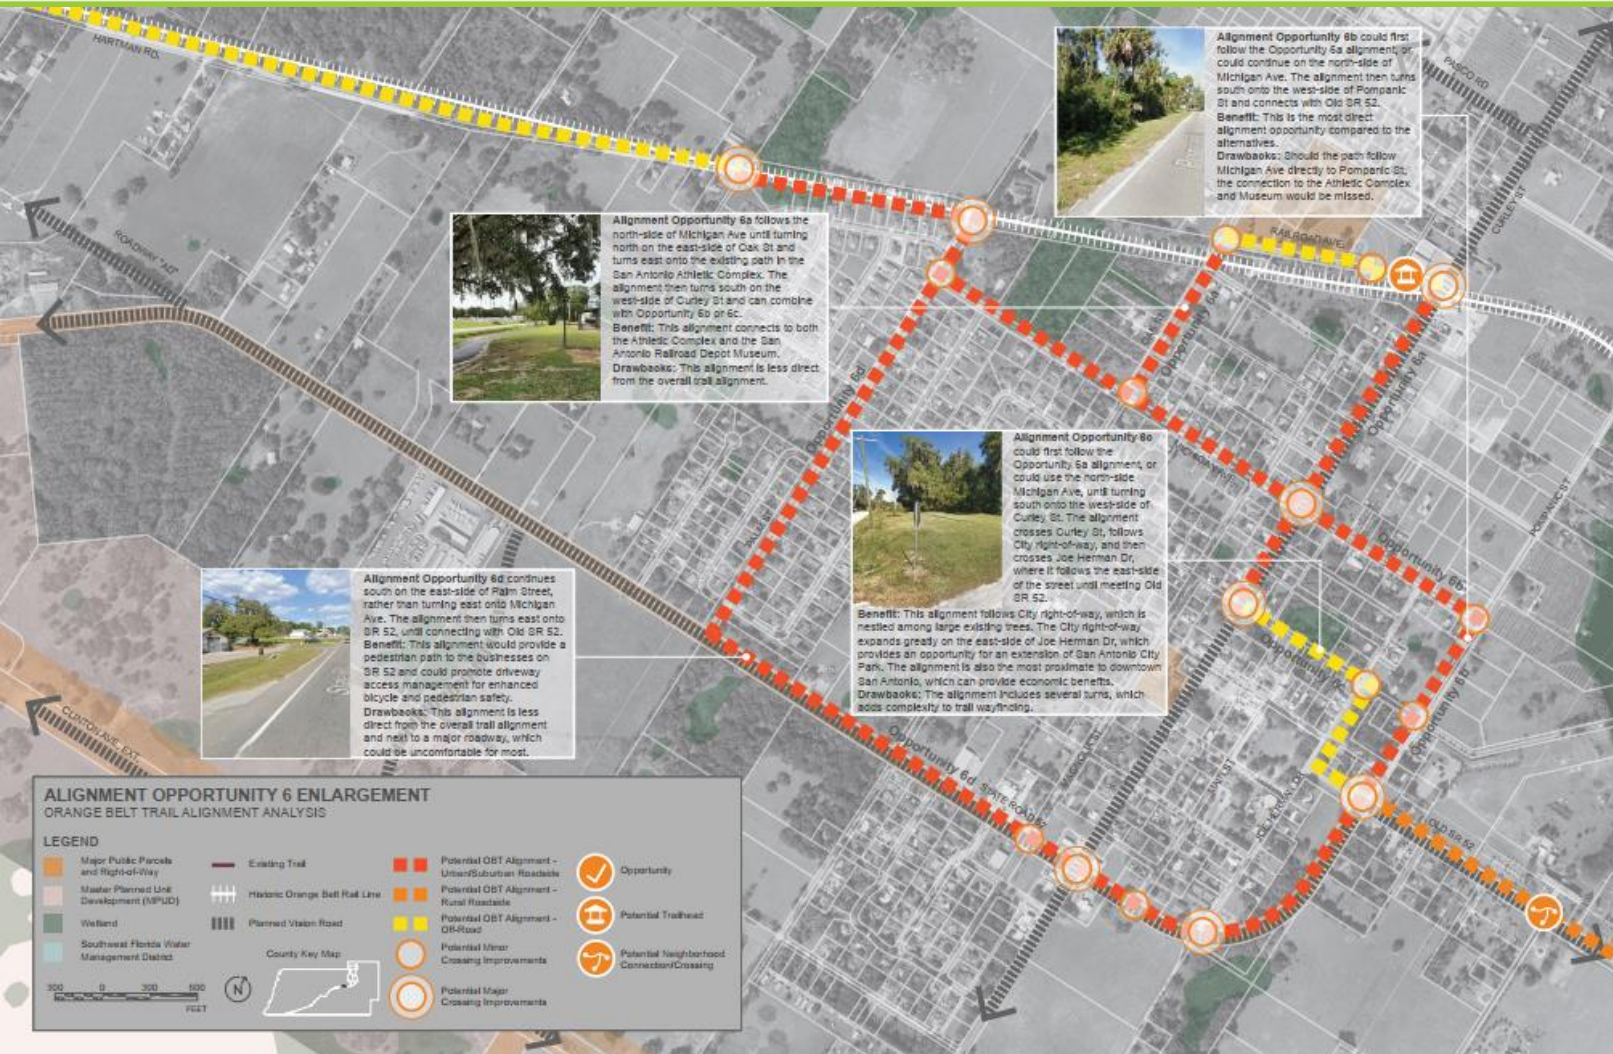 HARTMAN RD.
PASCO RD
CURLEY ST
ROADWAY "AD"
RAILROAD AVE.
Alignment Opportunity 6b could first
follow the Opportunity 6a alignment, or
could continue on the north-side of
Michigan Ave. The alignment then turns
south onto the west-side of Pompanic
St and connects with Old SR 52.
Benefit: This is the most direct
alignment opportunity compared to the
alternatives.
Drawbacks: Should the path follow
Michigan Ave directly to Pompanic St,
the connection to the Athletic Complex
and Museum would be missed.
Alignment Opportunity 6a follows the
north-side of Michigan Ave until turning
north on the east-side of Oak St and
turns east onto the existing path in the
San Antonio Athletic Complex. The
alignment then turns south on the
west-side of Curley St and can combine
with Opportunity 6b or 6c.
Benefit: This alignment connects to both
the Athletic Complex and the San
Antonio Railroad Depot Museum.
Drawbacks: This alignment is less direct
from the overall trail alignment.
Opportunity 6a
Opportunity 6a
Opportunity 6d
PALM ST
POMPANIC ST
Opportunity 6b
Alignment Opportunity 6c
could first follow the
Opportunity 6a alignment, or
could use the north-side
Michigan Ave, until turning
south onto the west-side of
Curley St. The alignment
crosses Curley St, follows
City right-of-way, and then
crosses Joe Herman Dr,
where it follows the east-side
of the street until meeting Old
SR 52.
Benefit: This alignment follows City right-of-way, which is
nestled among large existing trees. The City right-of-way
expands greatly on the east-side of Joe Herman Dr, which
provides an opportunity for an extension of San Antonio City
Park. The alignment is also the most proximate to downtown
San Antonio, which can provide economic benefits.
Drawbacks: The alignment includes several turns, which
adds complexity to trail wayfinding.
Alignment Opportunity 6d continues
south on the east-side of Palm Street,
rather than turning east onto Michigan
Ave. The alignment then turns east onto
SR 52, until connecting with Old SR 52.
Benefit: This alignment would provide a
pedestrian path to the businesses on
SR 52 and could promote driveway
access management for enhanced
bicycle and pedestrian safety.
Drawbacks: This alignment is less
direct from the overall trail alignment
and next to a major roadway, which
could be uncomfortable for most.
Opportunity 6b
CLINTON AVE. EXT.
Opportunity 6d
STATE ROAD 52
JOE HERMAN DR
OLD SR 52
ALIGNMENT OPPORTUNITY 6 ENLARGEMENT
ORANGE BELT TRAIL ALIGNMENT ANALYSIS
LEGEND
Major Public Parcels
and Right-of-Way
Master Planned Unit
Development (MPUD)
Wetland
Southwest Florida Water
Management District
Existing Trail
Historic Orange Belt Rail Line
Planned Vision Road
County Key Map
Potential OBT Alignment -
Urban/Suburban Roadside
Potential OBT Alignment -
Rural Roadside
Potential OBT Alignment -
Off-Road
Potential Minor
Crossing Improvements
Potential Major
Crossing Improvements
Opportunity
Potential Trailhead
Potential Neighborhood
Connection/Crossing
300 0 300 600
FEET
N